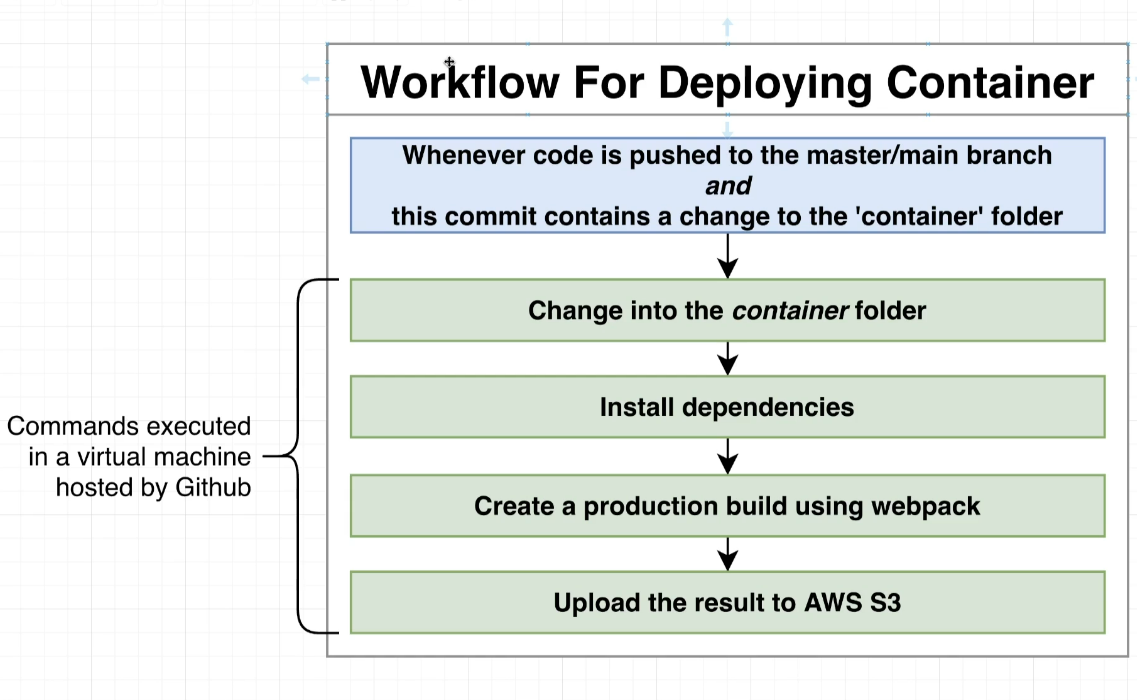 Workflow For Deploying Container
Whenever code is pushed to the master/main branch
and
this commit contains a change to the 'container' folder
Change into the container folder
Install dependencies
Create a production build using webpack
Upload the result to AWS S3
Commands executed
in a virtual machine
hosted by Github